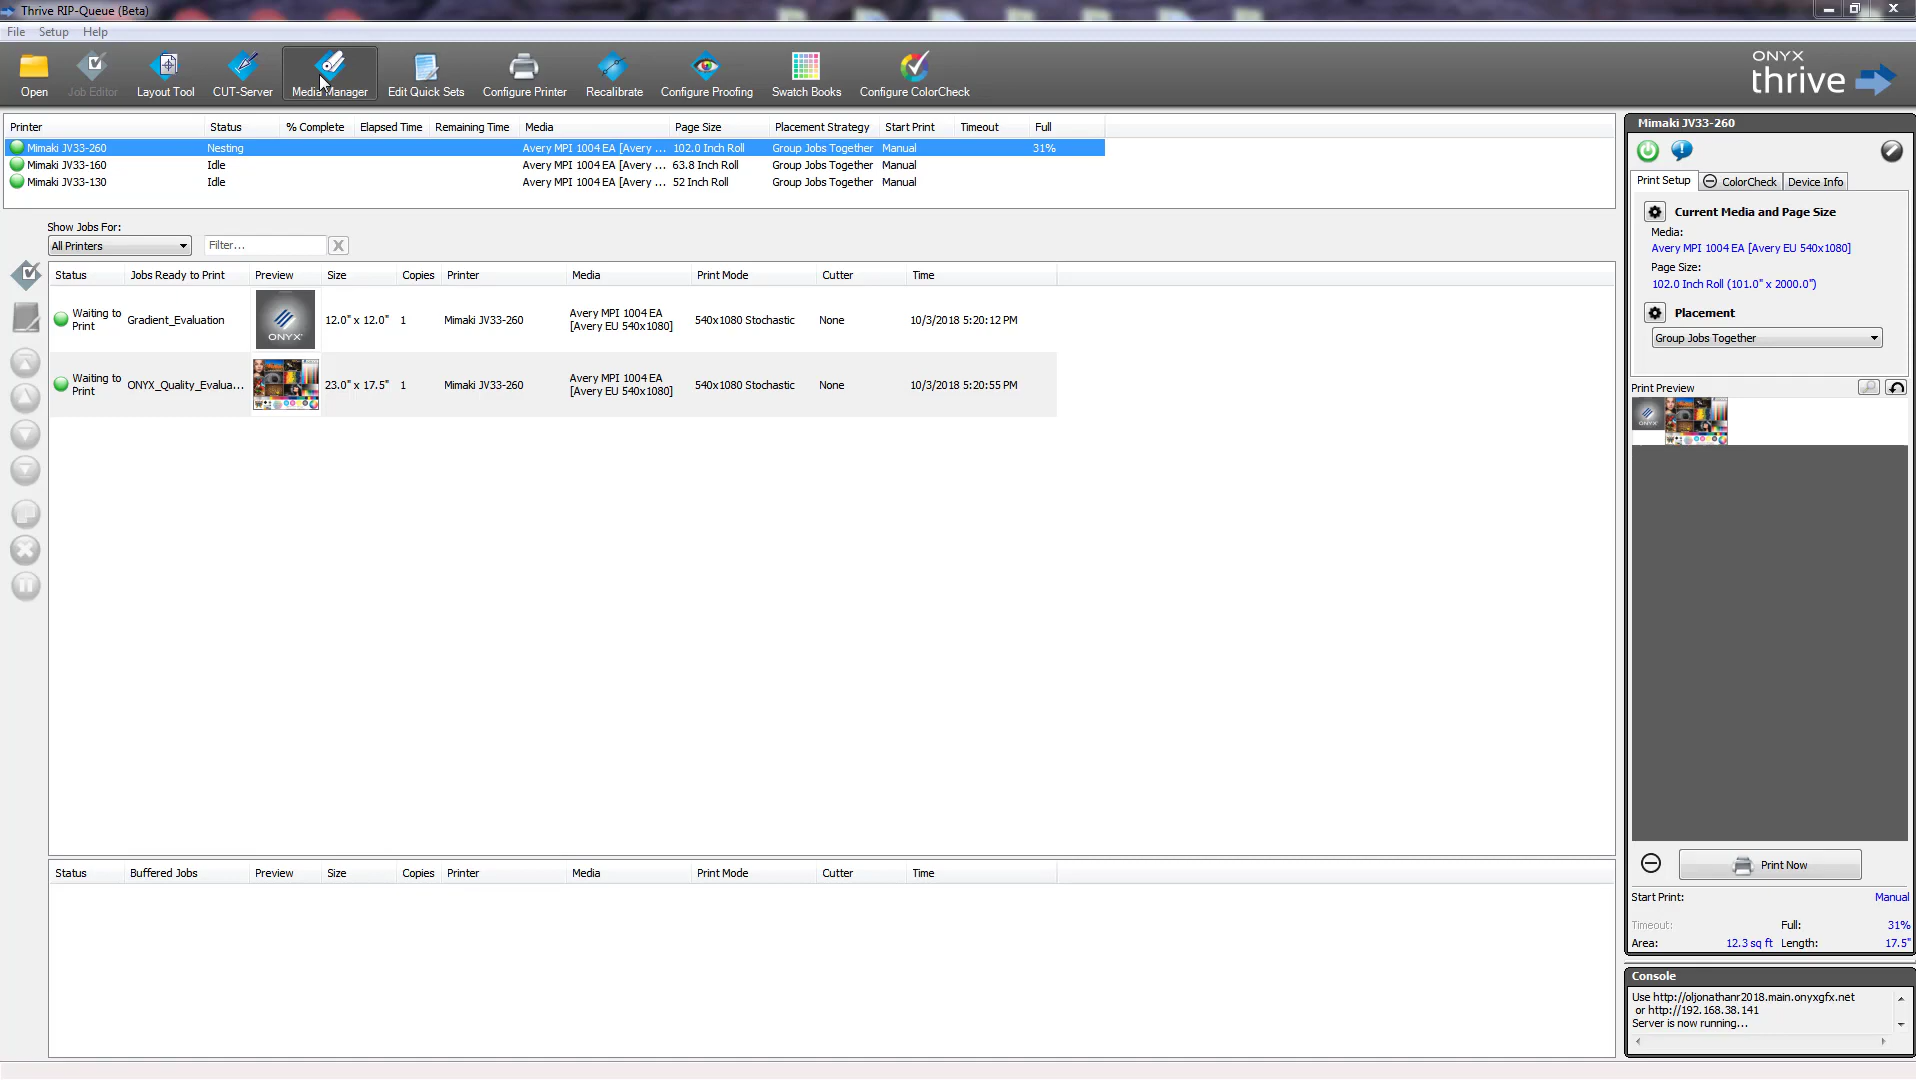 Thrive RIP-Queue (Beta)
File Setup Help
Open Job Editor Layout Tool CUT-Server Media Manager Edit Quick Sets Configure Printer Recalibrate Configure Proofing Swatch Books Configure ColorCheck
ONYX
thrive
Printer Status % Complete Elapsed Time Remaining Time Media Page Size Placement Strategy Start Print Timeout Full
Mimaki JV33-260 Nesting Avery MPI 1004 EA [Avery ... 102.0 Inch Roll Group Jobs Together Manual 31%
Mimaki JV33-160 Idle Avery MPI 1004 EA [Avery ... 63.8 Inch Roll Group Jobs Together Manual
Mimaki JV33-130 Idle Avery MPI 1004 EA [Avery ... 52 Inch Roll Group Jobs Together Manual
Show Jobs For:
All Printers Filter... X
Status Jobs Ready to Print Preview Size Copies Printer Media Print Mode Cutter Time
Waiting to Print Gradient_Evaluation ONYX 12.0" x 12.0" 1 Mimaki JV33-260 Avery MPI 1004 EA [Avery EU 540x1080] 540x1080 Stochastic None 10/3/2018 5:20:12 PM
Waiting to Print ONYX_Quality_Evalua... 23.0" x 17.5" 1 Mimaki JV33-260 Avery MPI 1004 EA [Avery EU 540x1080] 540x1080 Stochastic None 10/3/2018 5:20:55 PM
Status Buffered Jobs Preview Size Copies Printer Media Print Mode Cutter Time
Mimaki JV33-260
Print Setup ColorCheck Device Info
Current Media and Page Size
Media:
Avery MPI 1004 EA [Avery EU 540x1080]
Page Size:
102.0 Inch Roll (101.0" x 2000.0")
Placement
Group Jobs Together
Print Preview
ONYX
Print Now
Start Print: Manual
Timeout: Full: 31%
Area: 12.3 sq ft Length: 17.5"
Console
Use http://oljonathanr2018.main.onyxgfx.net
or http://192.168.38.141
Server is now running...